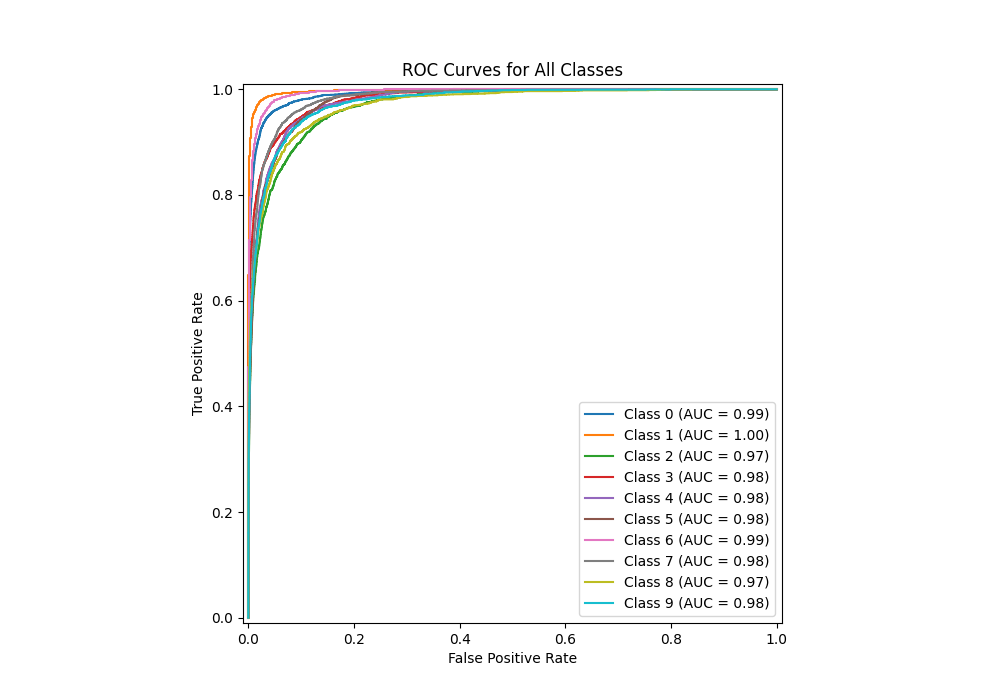 ROC Curves for All Classes
1.0
0.8
0.6
0.4
0.2
0.0
True Positive Rate
Class 0 (AUC = 0.99)
Class 1 (AUC = 1.00)
Class 2 (AUC = 0.97)
Class 3 (AUC = 0.98)
Class 4 (AUC = 0.98)
Class 5 (AUC = 0.98)
Class 6 (AUC = 0.99)
Class 7 (AUC = 0.98)
Class 8 (AUC = 0.97)
Class 9 (AUC = 0.98)
0.0 0.2 0.4 0.6 0.8 1.0
False Positive Rate